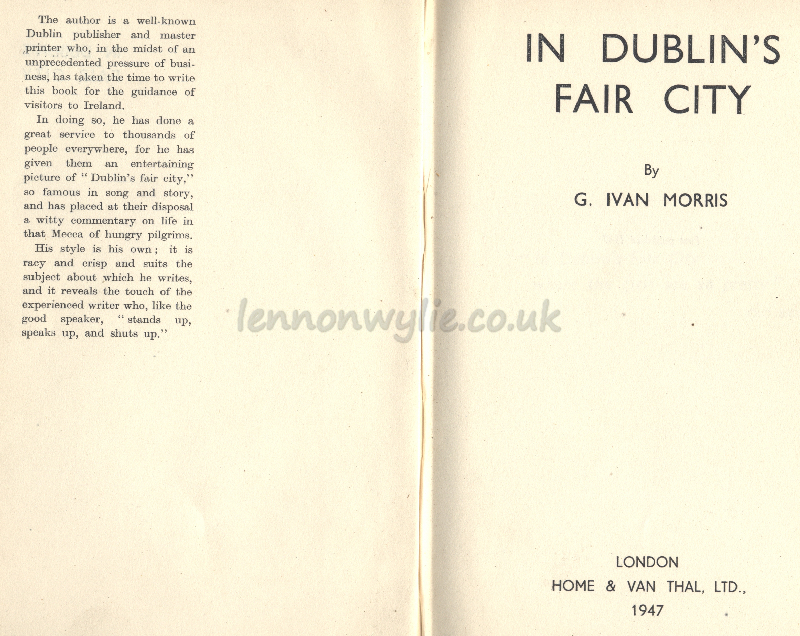 The author is a well-known
Dublin publisher and master
printer who, in the midst of an
unprecedented pressure of busi-
ness, has taken the time to write
this book for the guidance of
visitors to Ireland.
In doing so, he has done a
great service to thousands of
people everywhere, for he has
given them an entertaining
picture of "Dublin's fair city,"
so famous in song and story,
and has placed at their disposal
a witty commentary on life in
that Mecca of hungry pilgrims.
His style is his own; it is
racy and crisp and suits the
subject about which he writes,
and it reveals the touch of the
experienced writer who, like the
good speaker, "stands up,
speaks up, and shuts up."
lennonwylie.co.uk
IN DUBLIN'S
FAIR CITY
By
G. IVAN MORRIS
LONDON
HOME & VAN THAL, LTD.,
1947